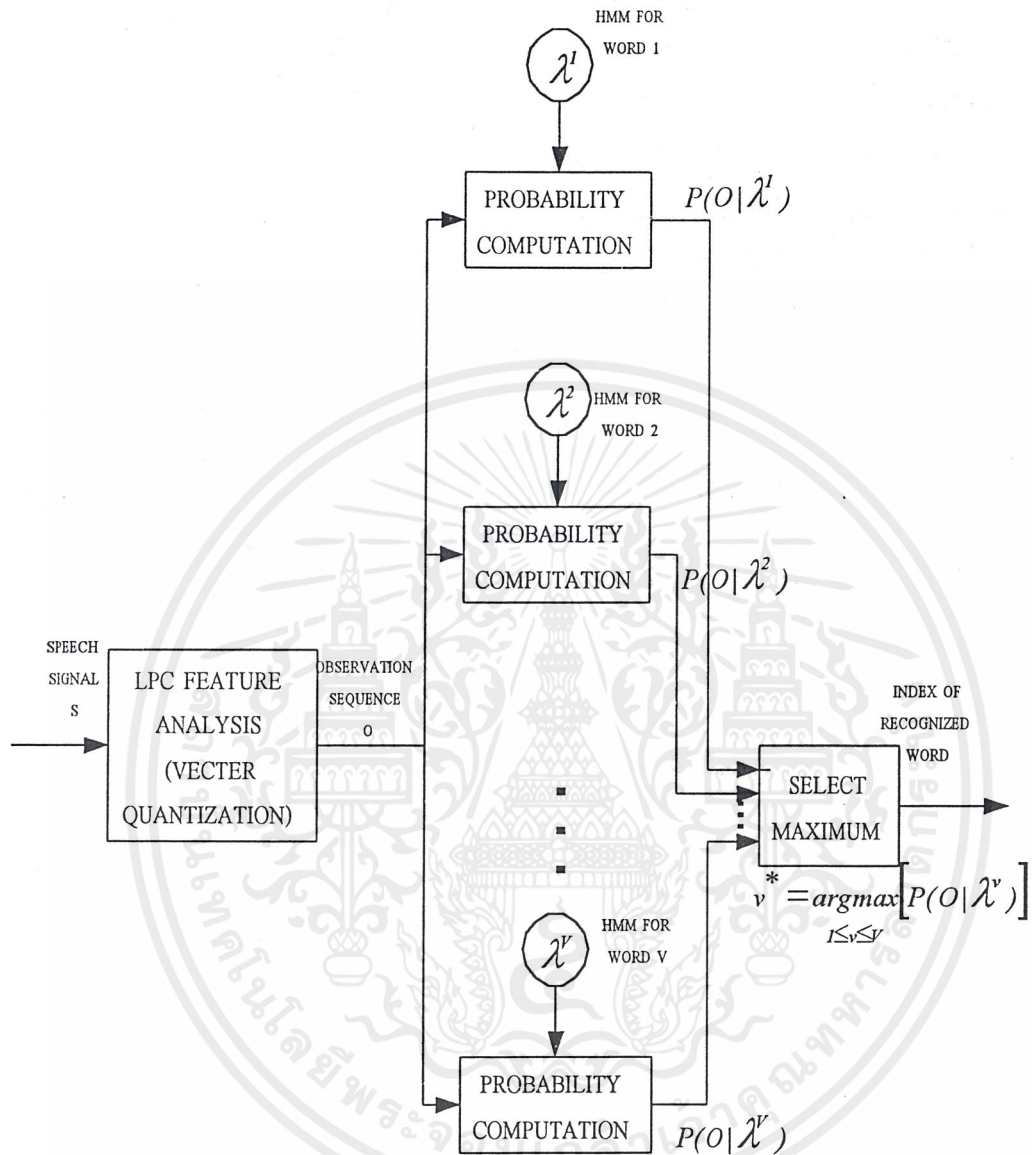 HMM FOR
WORD 1
λ¹
PROBABILITY
COMPUTATION
P(O|λ¹)
λ²
HMM FOR
WORD 2
PROBABILITY
COMPUTATION
P(O|λ²)
SPEECH
SIGNAL
S
LPC FEATURE
ANALYSIS
(VECTER
QUANTIZATION)
OBSERVATION
SEQUENCE
O
INDEX OF
RECOGNIZED
WORD
SELECT
MAXIMUM
v* = argmax[P(O|λᵛ)]
1≤v≤V
λⱽ
HMM FOR
WORD V
PROBABILITY
COMPUTATION
P(O|λⱽ)